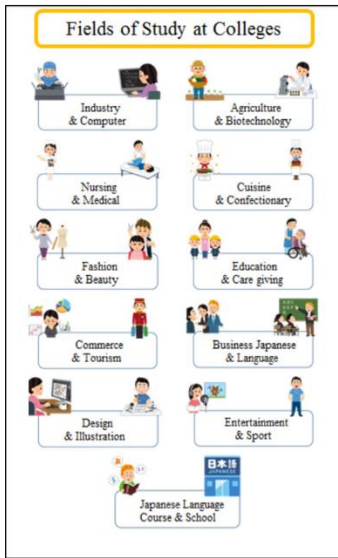 Fields of Study at Colleges
Industry
& Computer
Agriculture
& Biotechnology
Nursing
& Medical
Cuisine
& Confectionary
Fashion
& Beauty
Education
& Care giving
Commerce
& Tourism
Business Japanese
& Language
Design
& Illustration
Entertainment
& Sport
日本語
JAPANESE
Japanese Language
Course & School